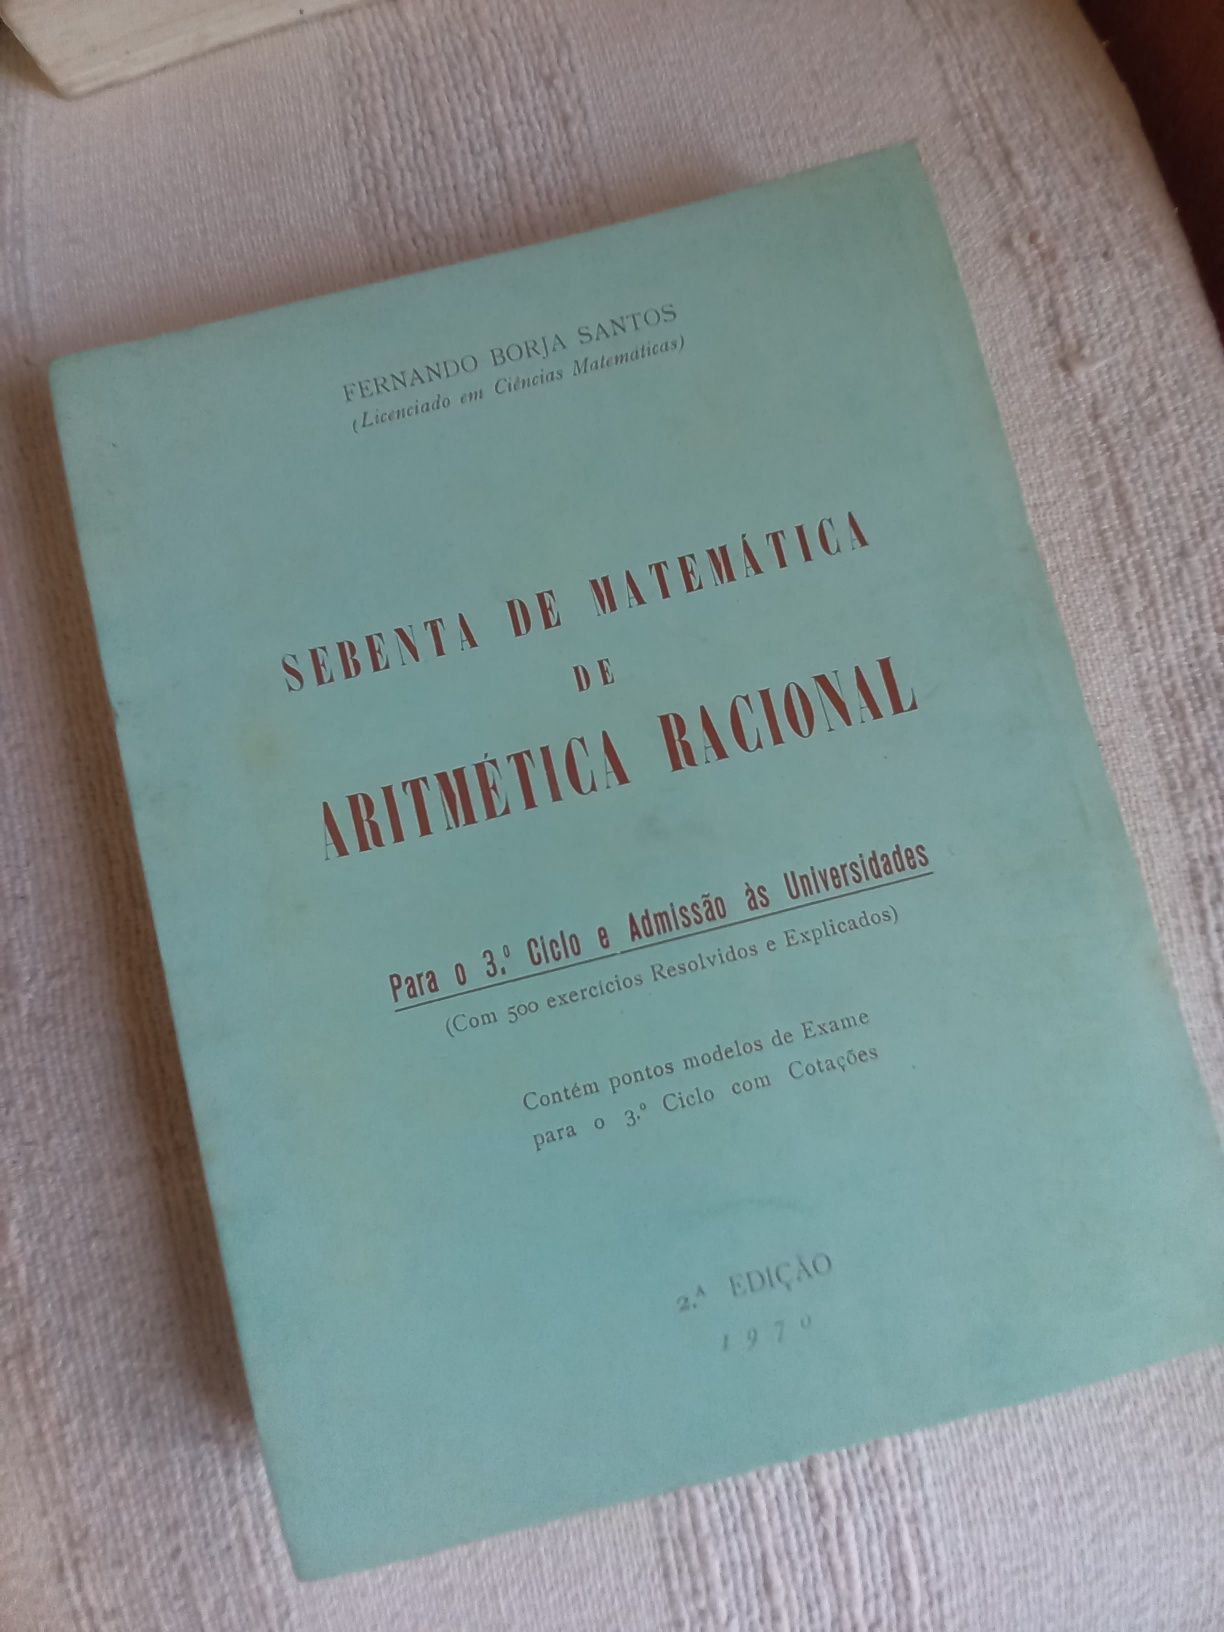 FERNANDO BORJA SANTOS
(Licenciado em Ciências Matemáticas)
SEBENTA DE MATEMÁTICA
DE
ARITMÉTICA RACIONAL
Para o 3.º Ciclo e Admissão às Universidades
(Com 500 exercícios Resolvidos e Explicados)
Contém pontos modelos de Exame
para o 3.º Ciclo com Cotações
2.ª EDIÇÃO
1970